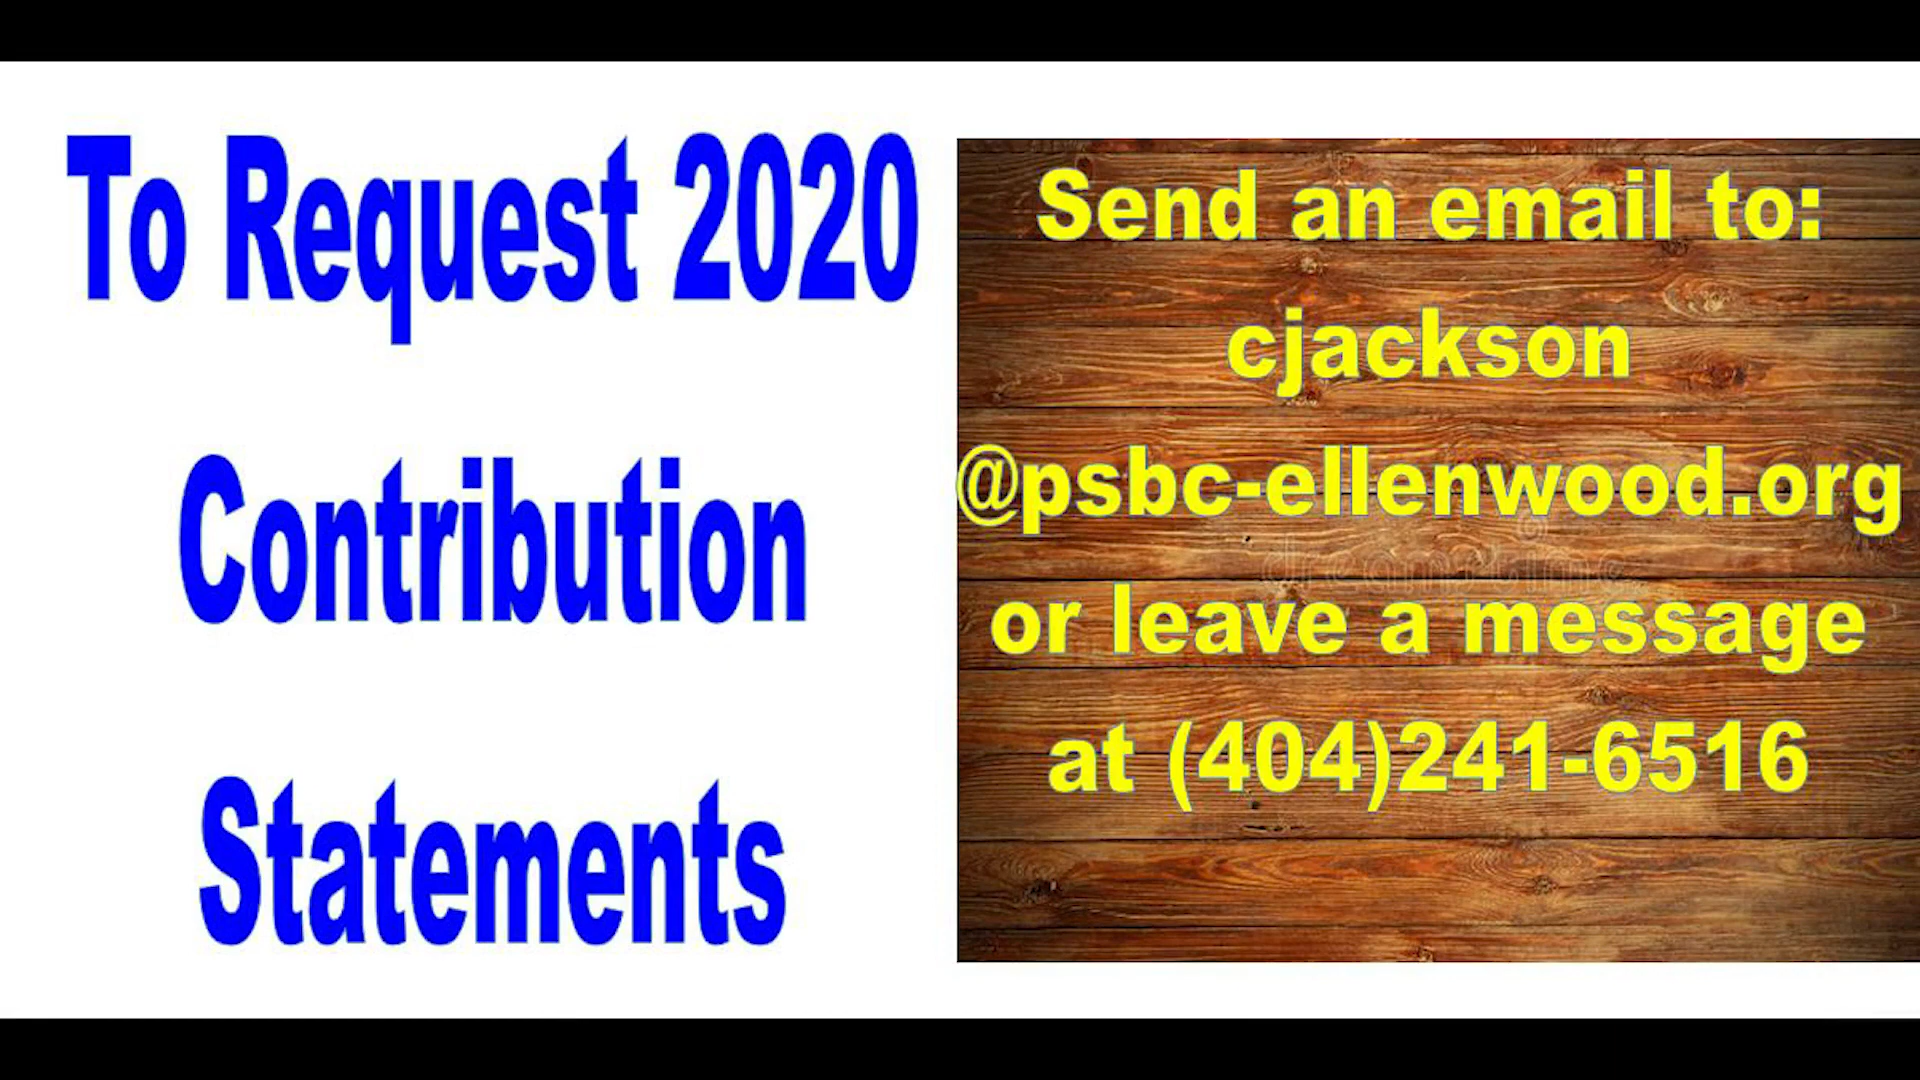 To Request 2020
Contribution
Statements
Send an email to:
cjackson
@psbc-ellenwood.org
dreamstime
or leave a message
at (404)241-6516